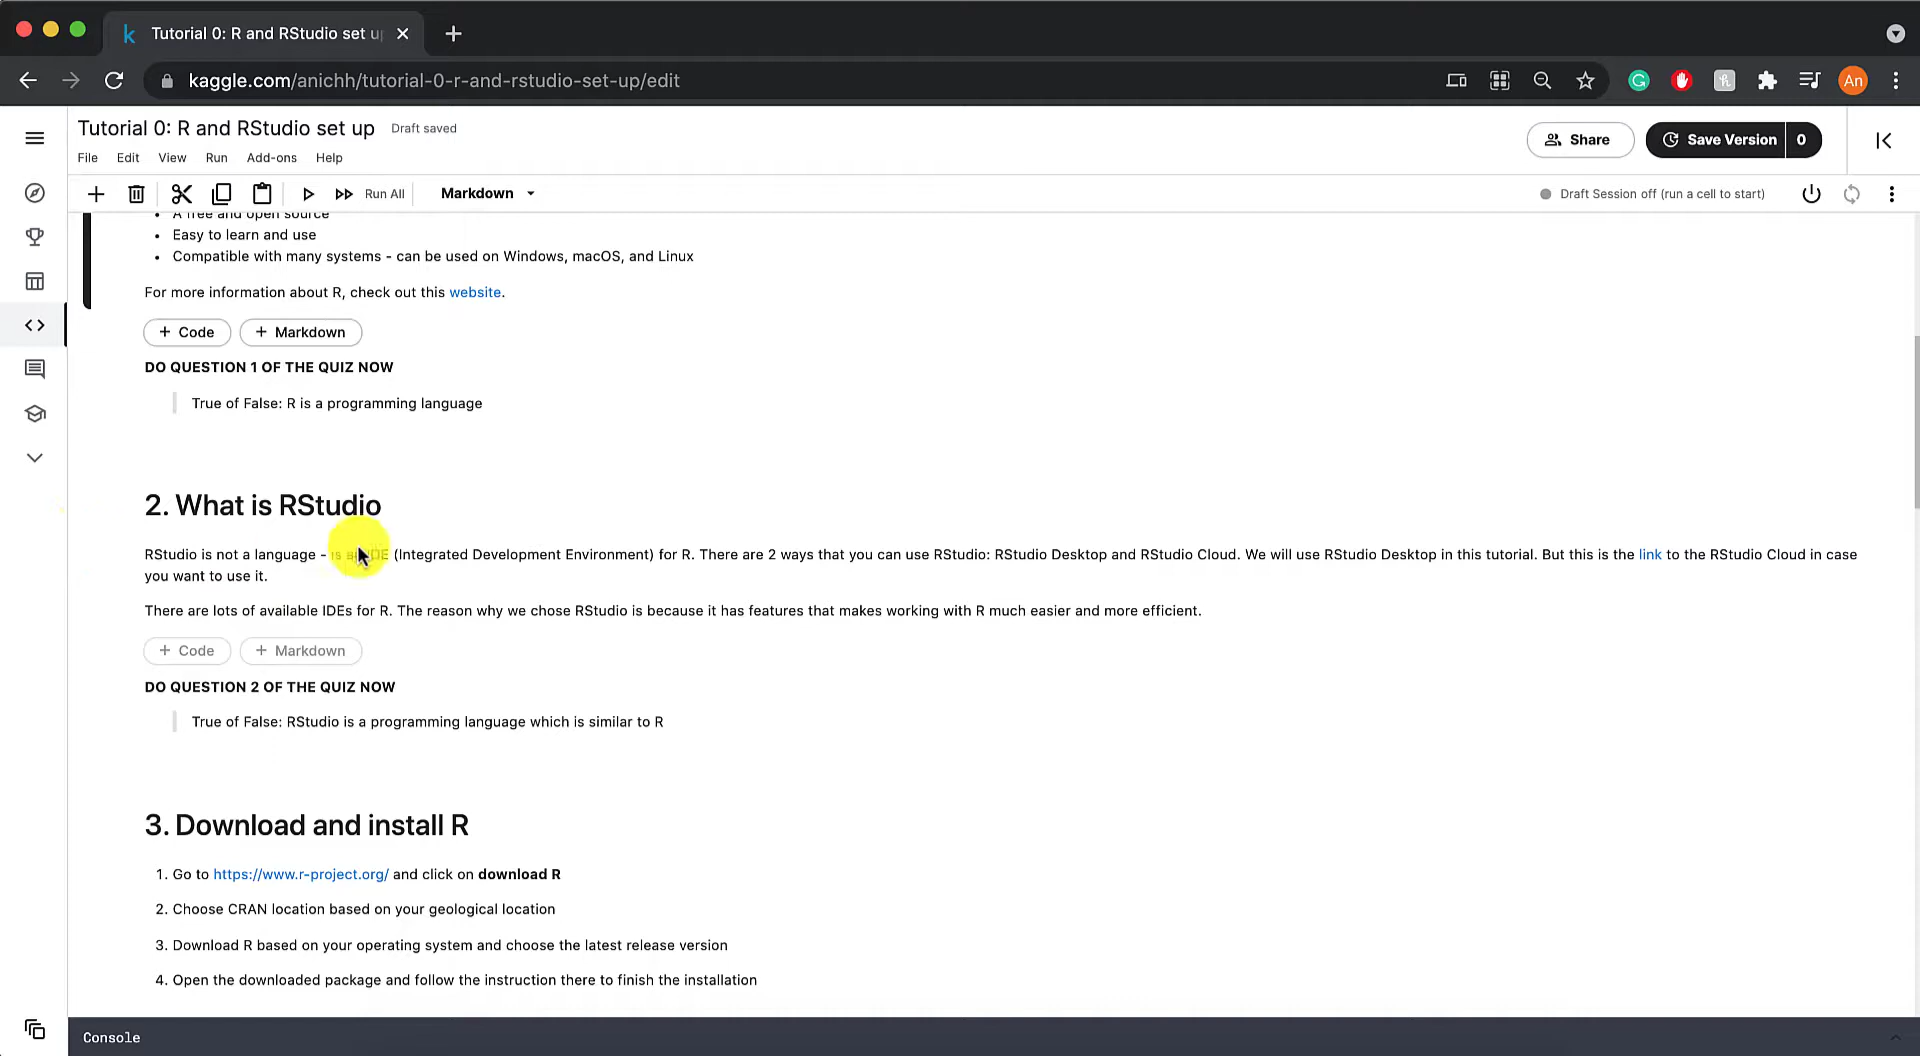 Tutorial 0: R and RStudio set u
kaggle.com/anichh/tutorial-0-r-and-rstudio-set-up/edit
An
Tutorial 0: R and RStudio set up
Draft saved
Share
Save Version
0
File Edit View Run Add-ons Help
Run All
Markdown
Draft Session off (run a cell to start)
• A free and open source
• Easy to learn and use
• Compatible with many systems - can be used on Windows, macOS, and Linux
For more information about R, check out this website.
+ Code + Markdown
DO QUESTION 1 OF THE QUIZ NOW
True of False: R is a programming language
2. What is RStudio
RStudio is not a language - is IDE (Integrated Development Environment) for R. There are 2 ways that you can use RStudio: RStudio Desktop and RStudio Cloud. We will use RStudio Desktop in this tutorial. But this is the link to the RStudio Cloud in case
you want to use it.
There are lots of available IDEs for R. The reason why we chose RStudio is because it has features that makes working with R much easier and more efficient.
+ Code + Markdown
DO QUESTION 2 OF THE QUIZ NOW
True of False: RStudio is a programming language which is similar to R
3. Download and install R
1. Go to https://www.r-project.org/ and click on download R
2. Choose CRAN location based on your geological location
3. Download R based on your operating system and choose the latest release version
4. Open the downloaded package and follow the instruction there to finish the installation
Console